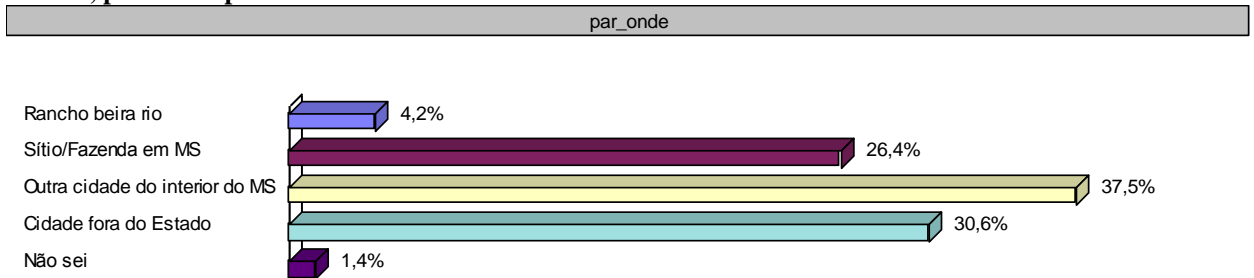 par_onde
Rancho beira rio 4,2%
Sítio/Fazenda em MS 26,4%
Outra cidade do interior do MS 37,5%
Cidade fora do Estado 30,6%
Não sei 1,4%